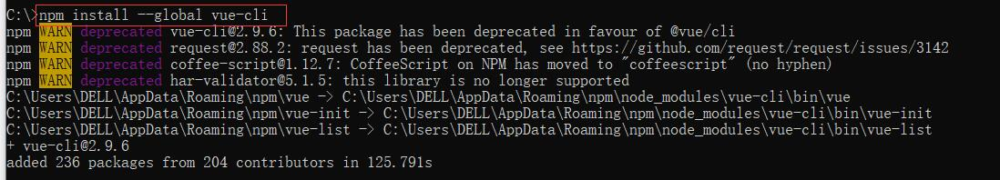 C:\>npm install --global vue-cli
npm WARN deprecated vue-cli@2.9.6: This package has been deprecated in favour of @vue/cli
npm WARN deprecated request@2.88.2: request has been deprecated, see https://github.com/request/request/issues/3142
npm WARN deprecated coffee-script@1.12.7: CoffeeScript on NPM has moved to "coffeescript" (no hyphen)
npm WARN deprecated har-validator@5.1.5: this library is no longer supported
C:\Users\DELL\AppData\Roaming\npm\vue -> C:\Users\DELL\AppData\Roaming\npm\node_modules\vue-cli\bin\vue
C:\Users\DELL\AppData\Roaming\npm\vue-init -> C:\Users\DELL\AppData\Roaming\npm\node_modules\vue-cli\bin\vue-init
C:\Users\DELL\AppData\Roaming\npm\vue-list -> C:\Users\DELL\AppData\Roaming\npm\node_modules\vue-cli\bin\vue-list
+ vue-cli@2.9.6
added 236 packages from 204 contributors in 125.791s